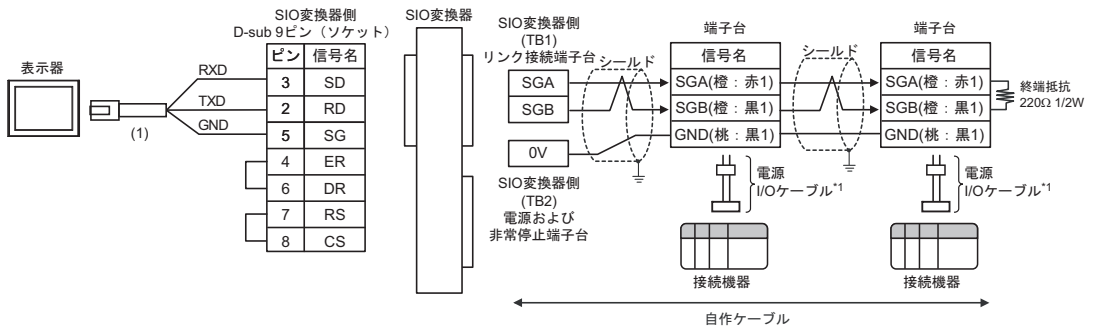 表示器
(1)
RXD
TXD
GND
SIO変換器側
D-sub 9ピン（ソケット）
ピン 信号名
3 SD
2 RD
5 SG
4 ER
6 DR
7 RS
8 CS
SIO変換器
SIO変換器側
(TB1)
リンク接続端子台
SGA
SGB
0V
SIO変換器側
(TB2)
電源および
非常停止端子台
シールド
端子台
信号名
SGA(橙：赤1)
SGB(橙：黒1)
GND(桃：黒1)
電源
I/Oケーブル*1
接続機器
シールド
端子台
信号名
SGA(橙：赤1)
SGB(橙：黒1)
GND(桃：黒1)
終端抵抗
220Ω 1/2W
電源
I/Oケーブル*1
接続機器
自作ケーブル